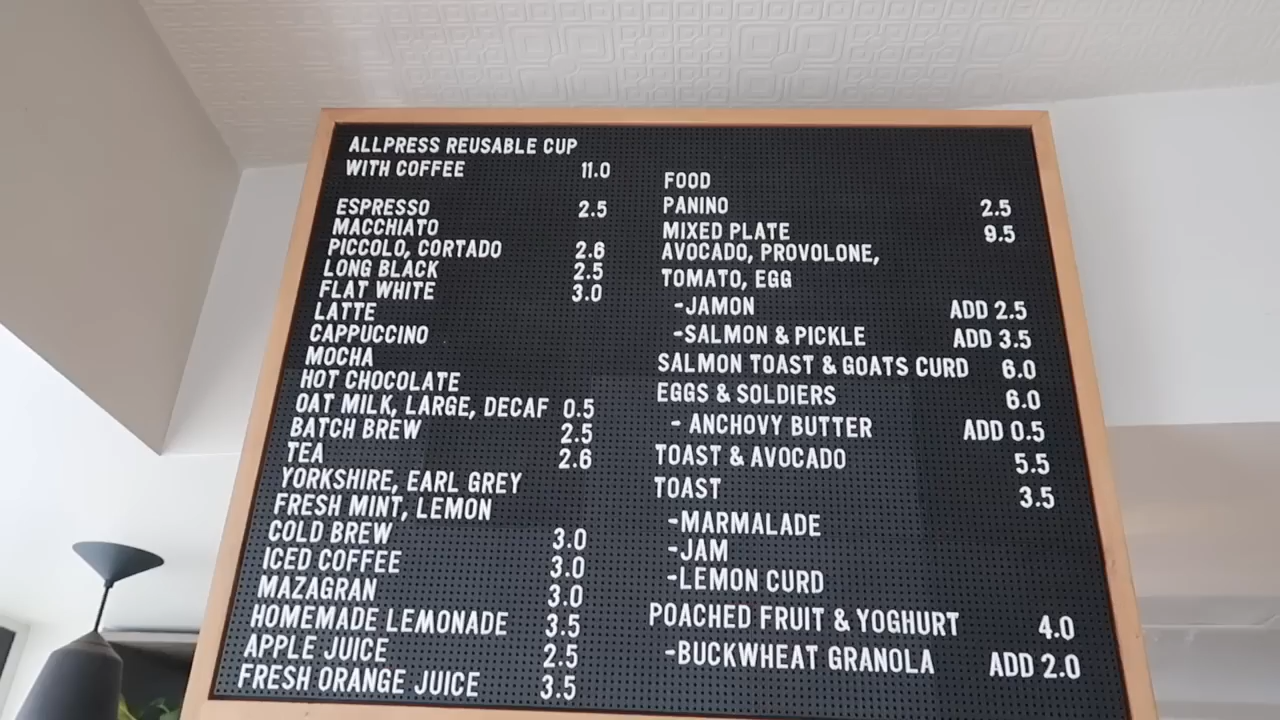 ALLPRESS REUSABLE CUP
WITH COFFEE 11.0
ESPRESSO 2.5
MACCHIATO
PICCOLO, CORTADO 2.6
LONG BLACK 2.5
FLAT WHITE 3.0
LATTE
CAPPUCCINO
MOCHA
HOT CHOCOLATE
OAT MILK, LARGE, DECAF 0.5
BATCH BREW 2.5
TEA 2.6
YORKSHIRE, EARL GREY
FRESH MINT, LEMON
COLD BREW 3.0
ICED COFFEE 3.0
MAZAGRAN 3.0
HOMEMADE LEMONADE 3.5
APPLE JUICE 2.5
FRESH ORANGE JUICE 3.5
FOOD
PANINO 2.5
MIXED PLATE 9.5
AVOCADO, PROVOLONE,
TOMATO, EGG
-JAMON ADD 2.5
-SALMON & PICKLE ADD 3.5
SALMON TOAST & GOATS CURD 6.0
EGGS & SOLDIERS 6.0
- ANCHOVY BUTTER ADD 0.5
TOAST & AVOCADO 5.5
TOAST 3.5
-MARMALADE
-JAM
-LEMON CURD
POACHED FRUIT & YOGHURT 4.0
-BUCKWHEAT GRANOLA ADD 2.0